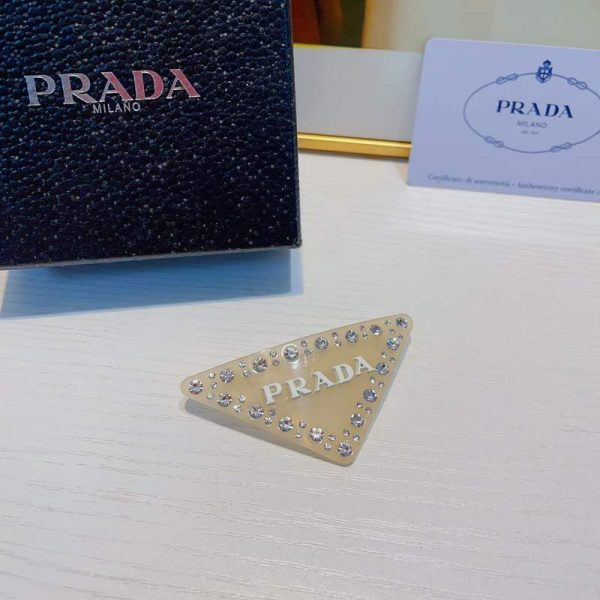 PRADA
MILANO
PRADA
MILANO
Certificato di autenticità - Authenticity certificate
PRADA